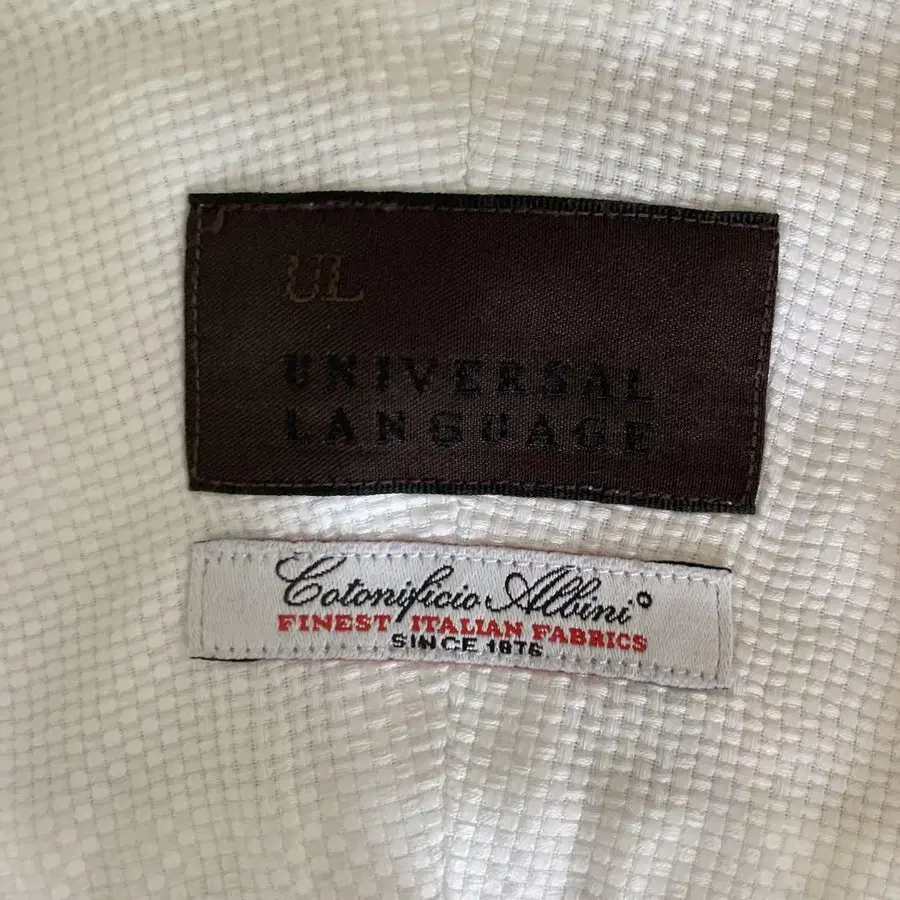 UL
UNIVERSAL
LANGUAGE
Cotonificio Albini°
FINEST ITALIAN FABRICS
SINCE 1876